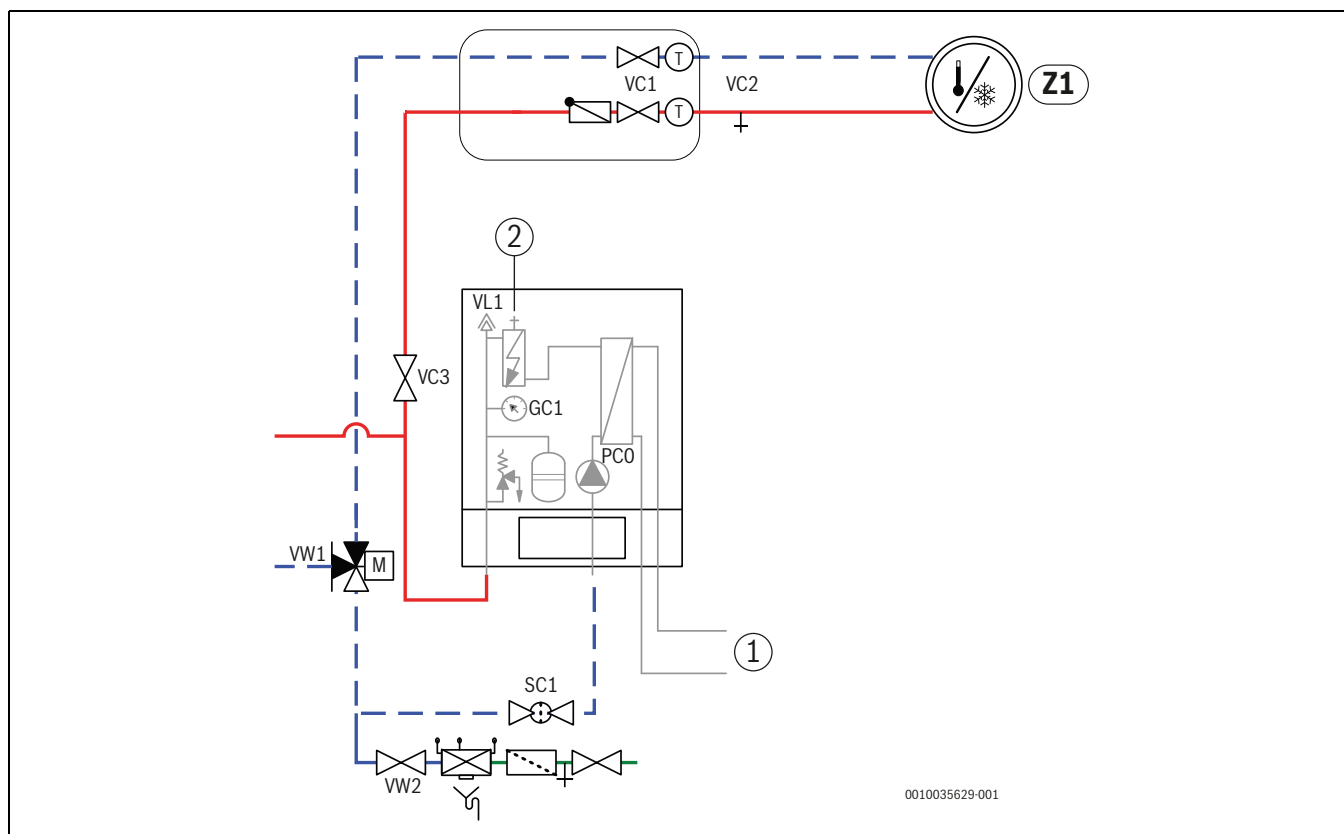 T
VC1
VC2
Z1
T
2
VL1
VC3
GC1
PC0
VW1
M
1
SC1
VW2
0010035629-001